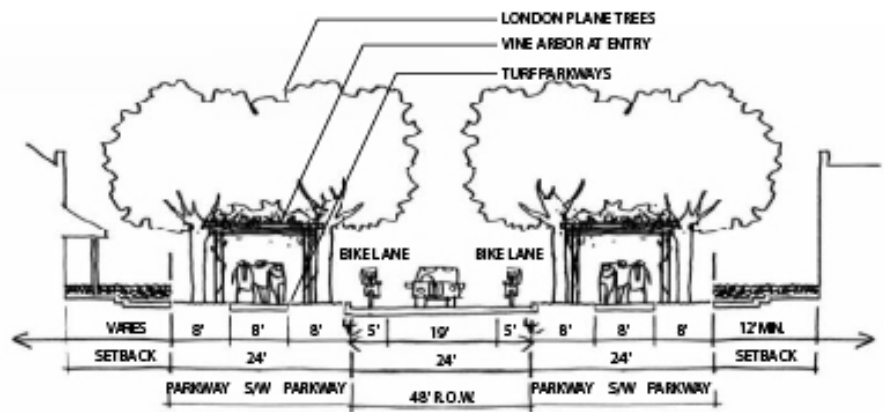 LONDON PLANE TREES
VINE ARBOR AT ENTRY
TURF PARKWAYS
BIKE LANE BIKE LANE
VARIES 8' 8' 8' 5' 19' 5' 8' 8' 8' 12' MIN.
SETBACK 24' 24' 24' SETBACK
PARKWAY S/W PARKWAY 48' R.O.W. PARKWAY S/W PARKWAY